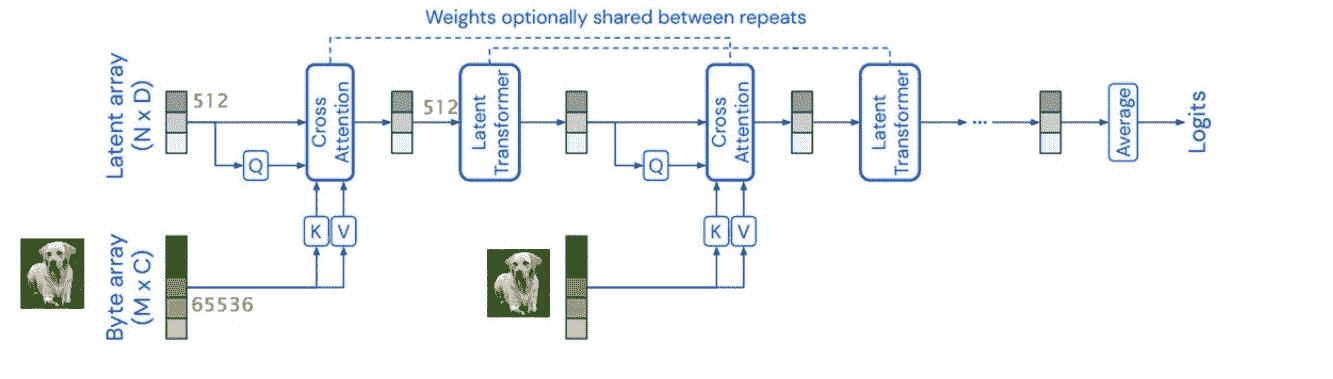 Weights optionally shared between repeats
Latent array
(N x D)
512
Q
Cross
Attention
512
Latent
Transformer
Q
Cross
Attention
Latent
Transformer
...
Average
Logits
K
V
K
V
Byte array
(M x C)
65536